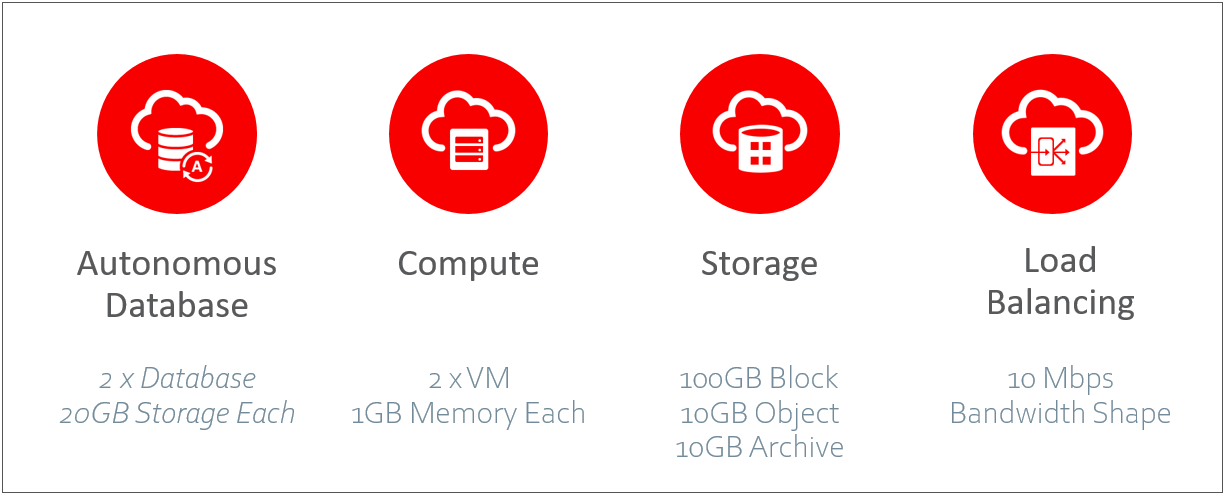 A
Autonomous
Database
2 x Database
20GB Storage Each
Compute
2 x VM
1GB Memory Each
Storage
100GB Block
10GB Object
10GB Archive
Load
Balancing
10 Mbps
Bandwidth Shape